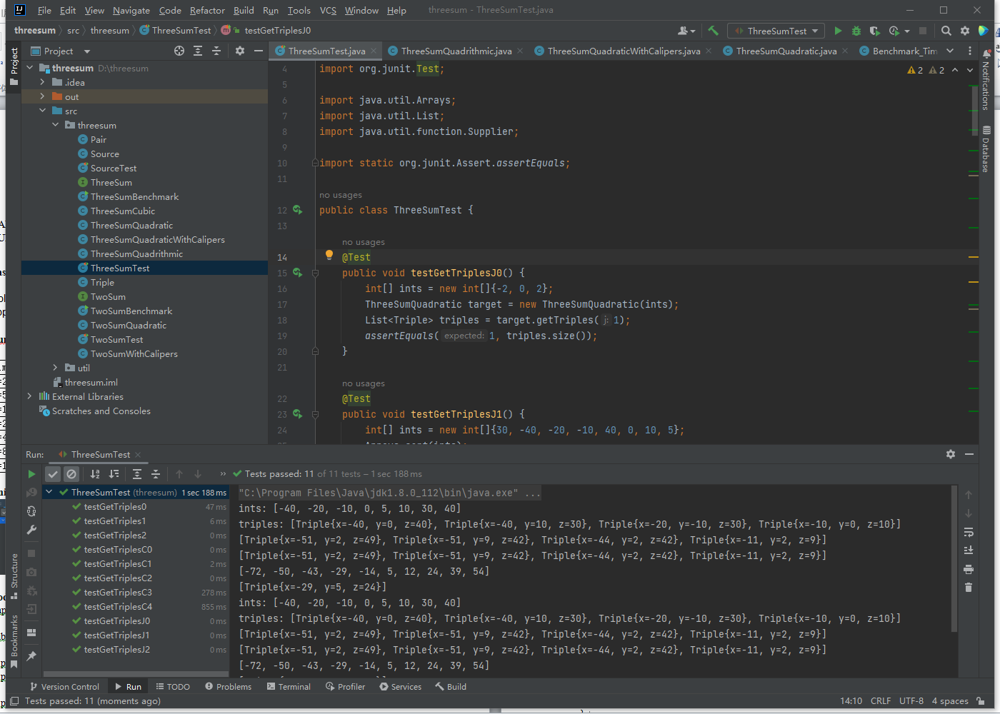 File Edit View Navigate Code Refactor Build Run Tools VCS Window Help threesum - ThreeSumTest.java
threesum src threesum ThreeSumTest testGetTriplesJ0 ThreeSumTest
Project
Project
ThreeSumTest.java ThreeSumQuadrithmic.java ThreeSumQuadraticWithCalipers.java ThreeSumQuadratic.java Benchmark_Tim
threesum D:\threesum
.idea
out
src
threesum
Pair
Source
SourceTest
ThreeSum
ThreeSumBenchmark
ThreeSumCubic
ThreeSumQuadratic
ThreeSumQuadraticWithCalipers
ThreeSumQuadrithmic
ThreeSumTest
Triple
TwoSum
TwoSumBenchmark
TwoSumQuadratic
TwoSumTest
TwoSumWithCalipers
util
threesum.iml
External Libraries
Scratches and Consoles
2 2
4 import org.junit.Test;
5
6 import java.util.Arrays;
7 import java.util.List;
8 import java.util.function.Supplier;
9
10 import static org.junit.Assert.assertEquals;
11
no usages
12 public class ThreeSumTest {
13
no usages
14 @Test
15 public void testGetTriplesJ0() {
16 int[] ints = new int[]{-2, 0, 2};
17 ThreeSumQuadratic target = new ThreeSumQuadratic(ints);
18 List<Triple> triples = target.getTriples( j: 1);
19 assertEquals( expected: 1, triples.size());
20 }
21
no usages
22 @Test
23 public void testGetTriplesJ1() {
24 int[] ints = new int[]{30, -40, -20, -10, 40, 0, 10, 5};
Notifications
Database
Run: ThreeSumTest
Tests passed: 11 of 11 tests – 1 sec 188 ms
ThreeSumTest (threesum) 1 sec 188 ms
testGetTriples0 47 ms
testGetTriples1 6 ms
testGetTriples2 0 ms
testGetTriplesC0 0 ms
testGetTriplesC1 2 ms
testGetTriplesC2 0 ms
testGetTriplesC3 278 ms
testGetTriplesC4 855 ms
testGetTriplesJ0 0 ms
testGetTriplesJ1 0 ms
testGetTriplesJ2 0 ms
"C:\Program Files\Java\jdk1.8.0_112\bin\java.exe" ...
ints: [-40, -20, -10, 0, 5, 10, 30, 40]
triples: [Triple{x=-40, y=0, z=40}, Triple{x=-40, y=10, z=30}, Triple{x=-20, y=-10, z=30}, Triple{x=-10, y=0, z=10}]
[Triple{x=-51, y=2, z=49}, Triple{x=-51, y=9, z=42}, Triple{x=-44, y=2, z=42}, Triple{x=-11, y=2, z=9}]
[Triple{x=-51, y=2, z=49}, Triple{x=-51, y=9, z=42}, Triple{x=-44, y=2, z=42}, Triple{x=-11, y=2, z=9}]
[-72, -50, -43, -29, -14, 5, 12, 24, 39, 54]
[Triple{x=-29, y=5, z=24}]
ints: [-40, -20, -10, 0, 5, 10, 30, 40]
triples: [Triple{x=-40, y=0, z=40}, Triple{x=-40, y=10, z=30}, Triple{x=-20, y=-10, z=30}, Triple{x=-10, y=0, z=10}]
[Triple{x=-51, y=2, z=49}, Triple{x=-51, y=9, z=42}, Triple{x=-44, y=2, z=42}, Triple{x=-11, y=2, z=9}]
[Triple{x=-51, y=2, z=49}, Triple{x=-51, y=9, z=42}, Triple{x=-44, y=2, z=42}, Triple{x=-11, y=2, z=9}]
[-72, -50, -43, -29, -14, 5, 12, 24, 39, 54]
Structure
Bookmarks
Version Control Run TODO Problems Terminal Profiler Services Build
Tests passed: 11 (moments ago) 14:10 CRLF UTF-8 4 spaces